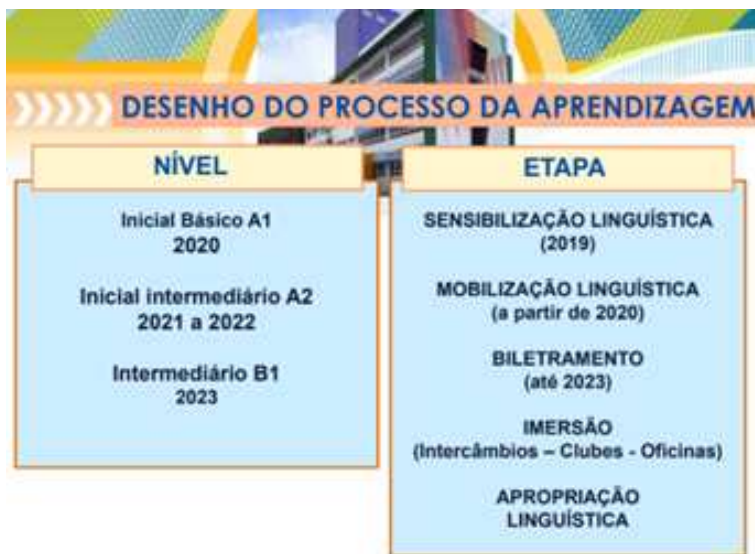 DESENHO DO PROCESSO DA APRENDIZAGEM
NÍVEL
Inicial Básico A1
2020
Inicial intermediário A2
2021 a 2022
Intermediário B1
2023
ETAPA
SENSIBILIZAÇÃO LINGUÍSTICA
(2019)
MOBILIZAÇÃO LINGUÍSTICA
(a partir de 2020)
BILETRAMENTO
(até 2023)
IMERSÃO
(Intercâmbios – Clubes - Oficinas)
APROPRIAÇÃO
LINGUÍSTICA